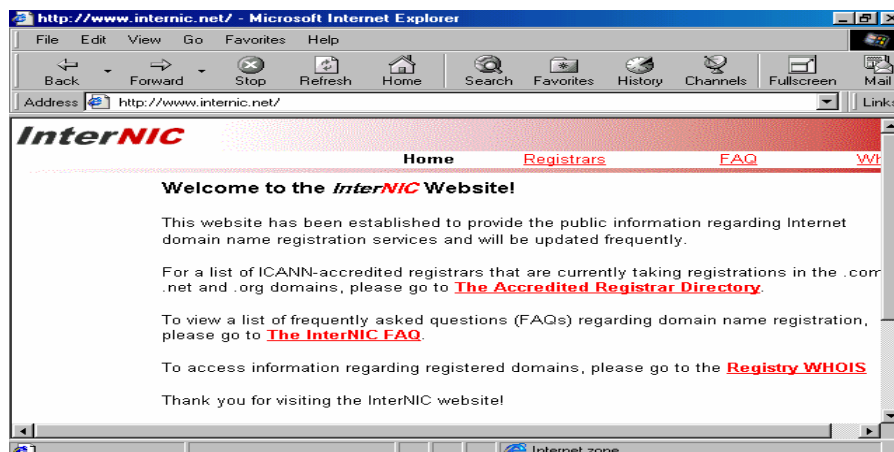 http://www.internic.net/ - Microsoft Internet Explorer
File Edit View Go Favorites Help
Back Forward Stop Refresh Home Search Favorites History Channels Fullscreen Mail
Address http://www.internic.net/ Links
InterNIC
Home Registrars FAQ Wh
Welcome to the InterNIC Website!
This website has been established to provide the public information regarding Internet
domain name registration services and will be updated frequently.
For a list of ICANN-accredited registrars that are currently taking registrations in the .com
.net and .org domains, please go to The Accredited Registrar Directory.
To view a list of frequently asked questions (FAQs) regarding domain name registration,
please go to The InterNIC FAQ.
To access information regarding registered domains, please go to the Registry WHOIS
Thank you for visiting the InterNIC website!
Internet zone